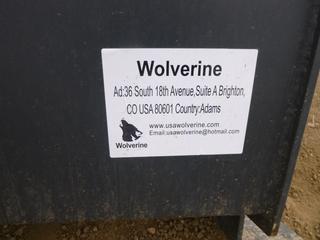 Wolverine
Ad:36 South 18th Avenue,Suite A Brighton,
CO USA 80601 Country:Adams
www.usawolverine.com
Email:usawolverine@hotmail.com
Wolverine